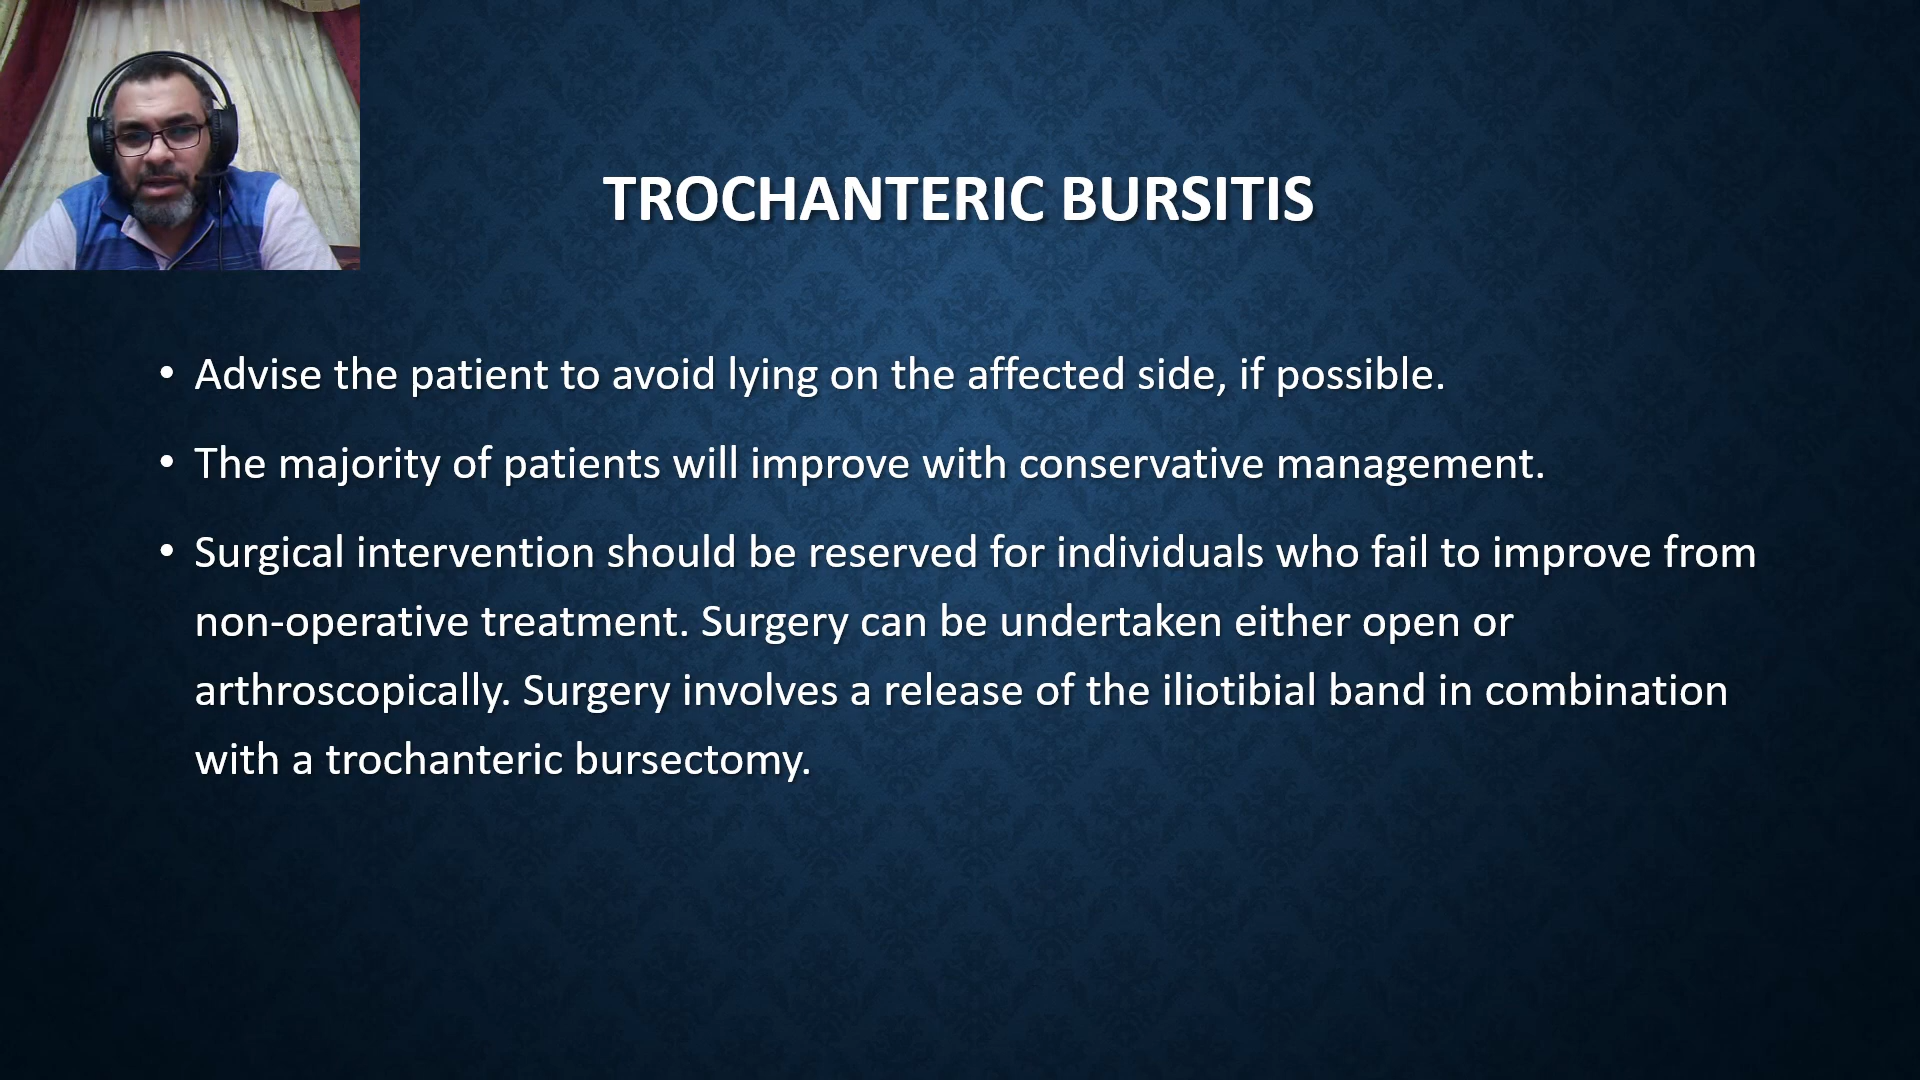 TROCHANTERIC BURSITIS
• Advise the patient to avoid lying on the affected side, if possible.
• The majority of patients will improve with conservative management.
• Surgical intervention should be reserved for individuals who fail to improve from
non-operative treatment. Surgery can be undertaken either open or
arthroscopically. Surgery involves a release of the iliotibial band in combination
with a trochanteric bursectomy.